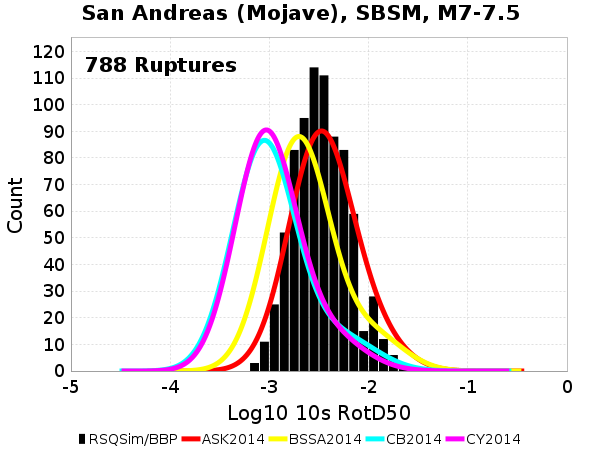 San Andreas (Mojave), SBSM, M7-7.5
788 Ruptures
Count
120
110
100
90
80
70
60
50
40
30
20
10
0
-5 -4 -3 -2 -1 0
Log10 10s RotD50
RSQSim/BBP ASK2014 BSSA2014 CB2014 CY2014